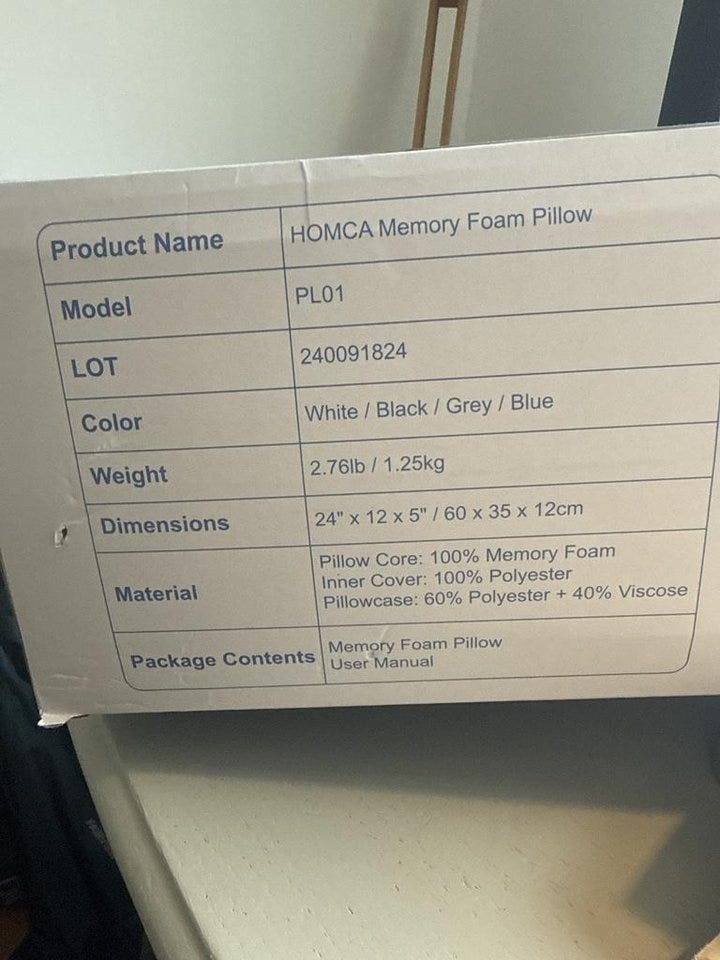 Product Name HOMCA Memory Foam Pillow
Model PL01
LOT 240091824
Color White / Black / Grey / Blue
Weight 2.76lb / 1.25kg
Dimensions 24" x 12 x 5" / 60 x 35 x 12cm
Material Pillow Core: 100% Memory Foam
Inner Cover: 100% Polyester
Pillowcase: 60% Polyester + 40% Viscose
Package Contents Memory Foam Pillow
User Manual